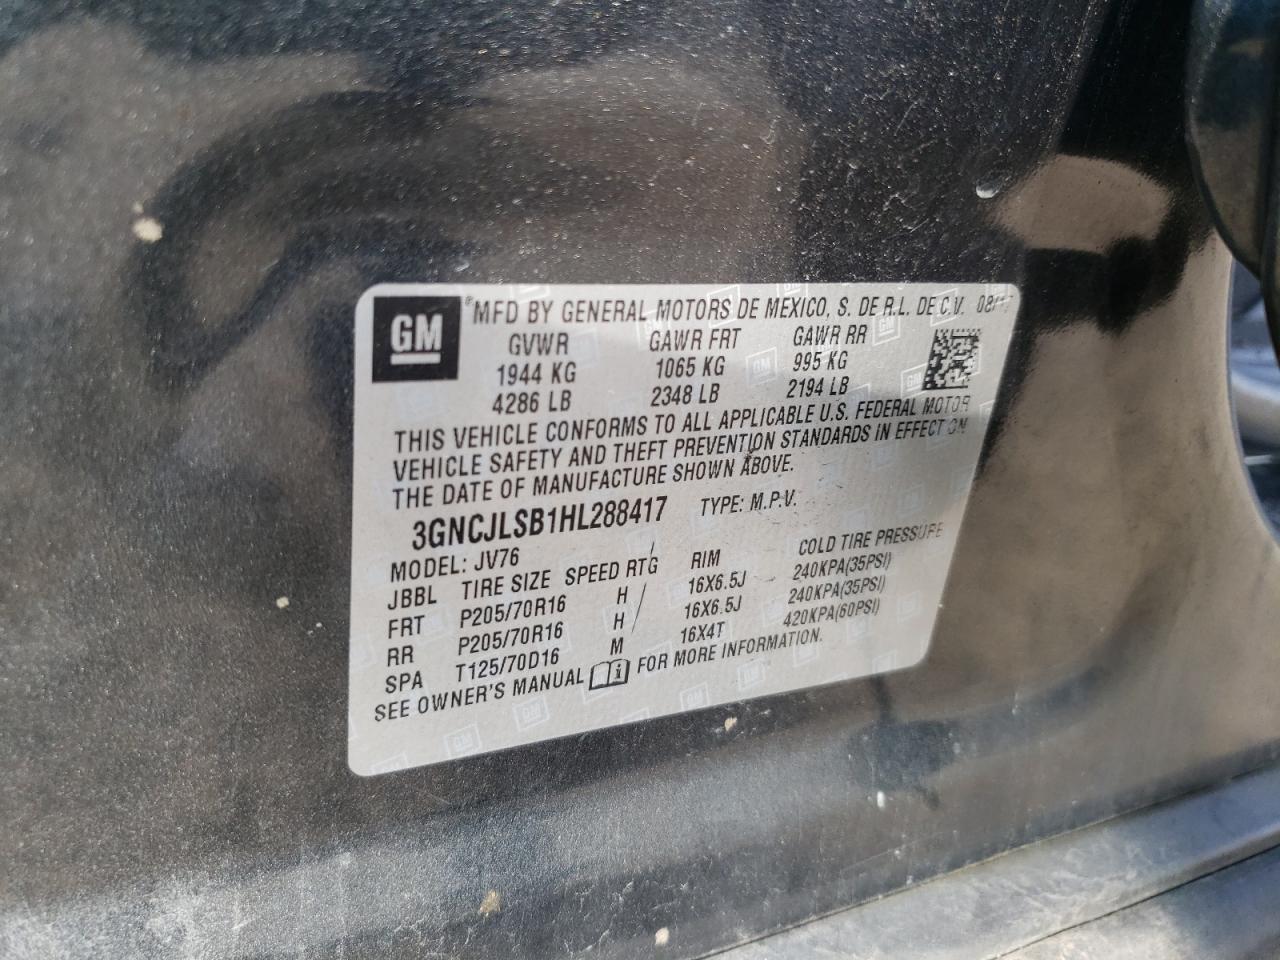 GM
®MFD BY GENERAL MOTORS DE MEXICO, S. DE R.L. DE C.V. 08/17
GVWR GAWR FRT GAWR RR
1944 KG 1065 KG 995 KG
4286 LB 2348 LB 2194 LB
THIS VEHICLE CONFORMS TO ALL APPLICABLE U.S. FEDERAL MOTOR
VEHICLE SAFETY AND THEFT PREVENTION STANDARDS IN EFFECT ON
THE DATE OF MANUFACTURE SHOWN ABOVE.
3GNCJLSB1HL288417 TYPE: M.P.V.
MODEL: JV76
JBBL TIRE SIZE SPEED RTG RIM COLD TIRE PRESSURE
FRT P205/70R16 H 16X6.5J 240KPA(35PSI)
RR P205/70R16 H 16X6.5J 240KPA(35PSI)
SPA T125/70D16 M 16X4T 420KPA(60PSI)
SEE OWNER'S MANUAL FOR MORE INFORMATION.